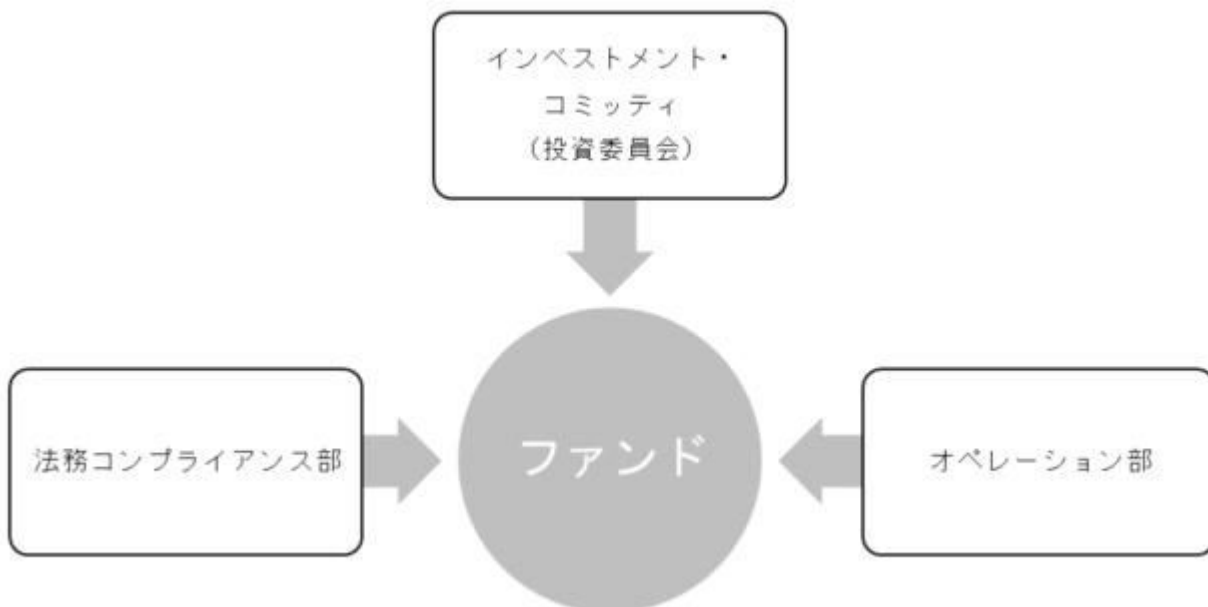 インベストメント・
コミッティ
（投資委員会）
法務コンプライアンス部
ファンド
オペレーション部